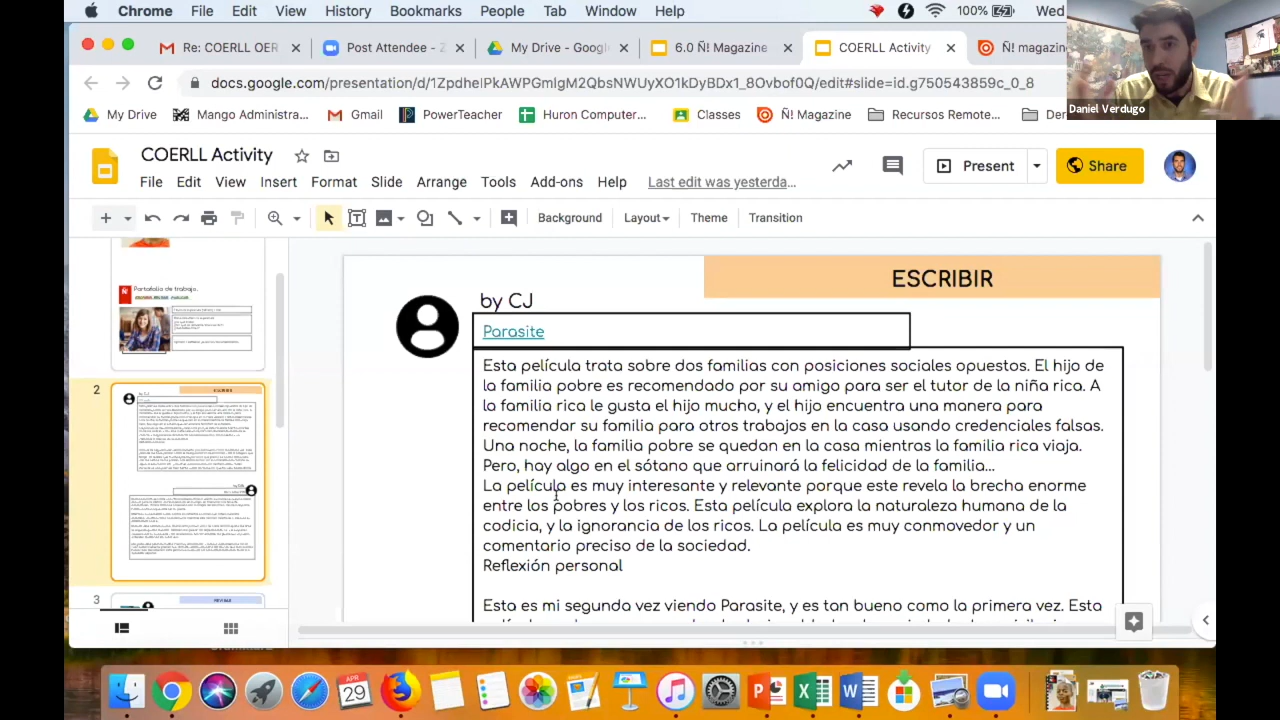 Chrome File Edit View History Bookmarks People Tab Window Help 100% Wed
Re: COERLL OER Post Attendee - Z My Drive - Googl 6.0 Ñ! Magazine COERLL Activity Ñ! magazin
docs.google.com/presentation/d/
/edit#slide=id.g750543859c_0_8
Daniel Verdugo
My Drive Mango Administra... Gmail GerTeacher Huron Computer... Classes Ñ! Magazine Recursos Remote...
COERLL Activity
File Edit View Insert Format Slide Arrange Tools Add-ons Help Last edit was yesterda...
Present Share
Background Layout Theme Transition
Portafolio de trabajo.
2
3
ESCRIBIR
by CJ
Parasite
Esta película trata sobre dos familias con posiciones sociales opuestos. El hijo de
la familia pobre es recomendado por su amigo para ser el tutor de la niña rica. A
la familia rica le gusta el hijo mucho, y el hijo encuentra una manera para
recomendar su familia para otros trabajos en la casa usando credenciales falsas.
Una noche, la familia pobre se quedan en la casa mientras la familia rica viaja.
Pero, hay algo en el sótano que arruinará la felicidad de la familia...
La película es muy interesante y relevante porque este revela la brecha enorme
entre los pobres y los ricos. Esta película explora la naturaleza humana de la
codicia, y la ignorancia de los ricos. La película es muy conmovedor y un
comentario creado de la sociedad.
Reflexión personal
Esta es mi segunda vez viendo Parasite, y es tan bueno como la primera vez. Esta
APR
29